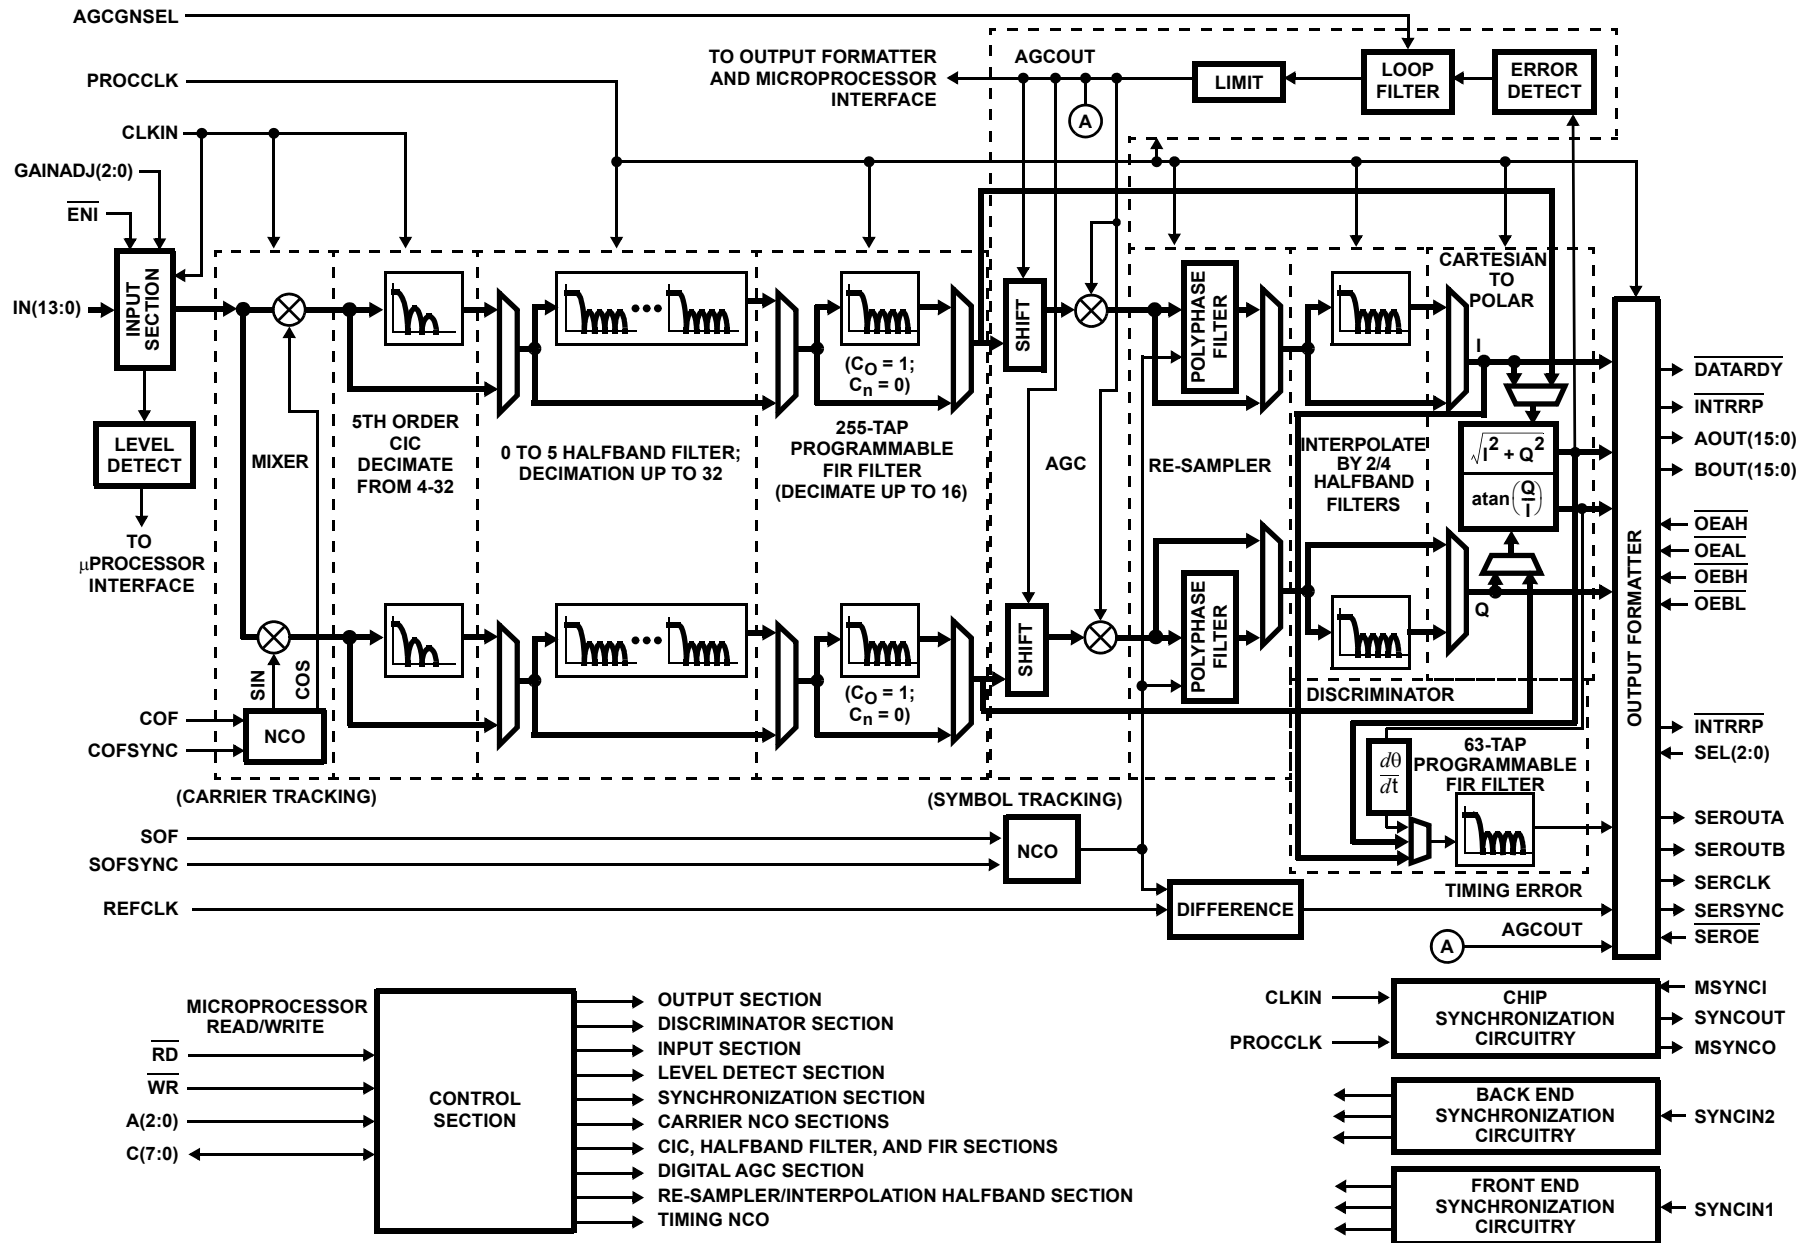 AGCGNSEL
TO OUTPUT FORMATTER
AND MICROPROCESSOR
INTERFACE
AGCOUT
LIMIT
LOOP
FILTER
ERROR
DETECT
PROCCLK
A
CLKIN
GAINADJ(2:0)
ENI
IN(13:0)
INPUT
SECTION
LEVEL
DETECT
TO
µPROCESSOR
INTERFACE
MIXER
5TH ORDER
CIC
DECIMATE
FROM 4-32
0 TO 5 HALFBAND FILTER;
DECIMATION UP TO 32
(CO = 1;
Cn = 0)
255-TAP
PROGRAMMABLE
FIR FILTER
(DECIMATE UP TO 16)
SHIFT
AGC
POLYPHASE
FILTER
RE-SAMPLER
INTERPOLATE
BY 2/4
HALFBAND
FILTERS
CARTESIAN
TO
POLAR
I
√I2 + Q2
atan(Q/I)
Q
OUTPUT FORMATTER
DATARDY
INTRRP
AOUT(15:0)
BOUT(15:0)
OEAH
OEAL
OEBH
OEBL
SIN
COS
COF
COFSYNC
NCO
(CARRIER TRACKING)
(CO = 1;
Cn = 0)
SHIFT
POLYPHASE
FILTER
DISCRIMINATOR
dθ
dt
63-TAP
PROGRAMMABLE
FIR FILTER
INTRRP
SEL(2:0)
(SYMBOL TRACKING)
SOF
SOFSYNC
NCO
REFCLK
DIFFERENCE
TIMING ERROR
AGCOUT
A
SEROUTA
SEROUTB
SERCLK
SERSYNC
SEROE
MICROPROCESSOR
READ/WRITE
RD
WR
A(2:0)
C(7:0)
CONTROL
SECTION
OUTPUT SECTION
DISCRIMINATOR SECTION
INPUT SECTION
LEVEL DETECT SECTION
SYNCHRONIZATION SECTION
CARRIER NCO SECTIONS
CIC, HALFBAND FILTER, AND FIR SECTIONS
DIGITAL AGC SECTION
RE-SAMPLER/INTERPOLATION HALFBAND SECTION
TIMING NCO
CLKIN
PROCCLK
CHIP
SYNCHRONIZATION
CIRCUITRY
MSYNCI
SYNCOUT
MSYNCO
BACK END
SYNCHRONIZATION
CIRCUITRY
SYNCIN2
FRONT END
SYNCHRONIZATION
CIRCUITRY
SYNCIN1